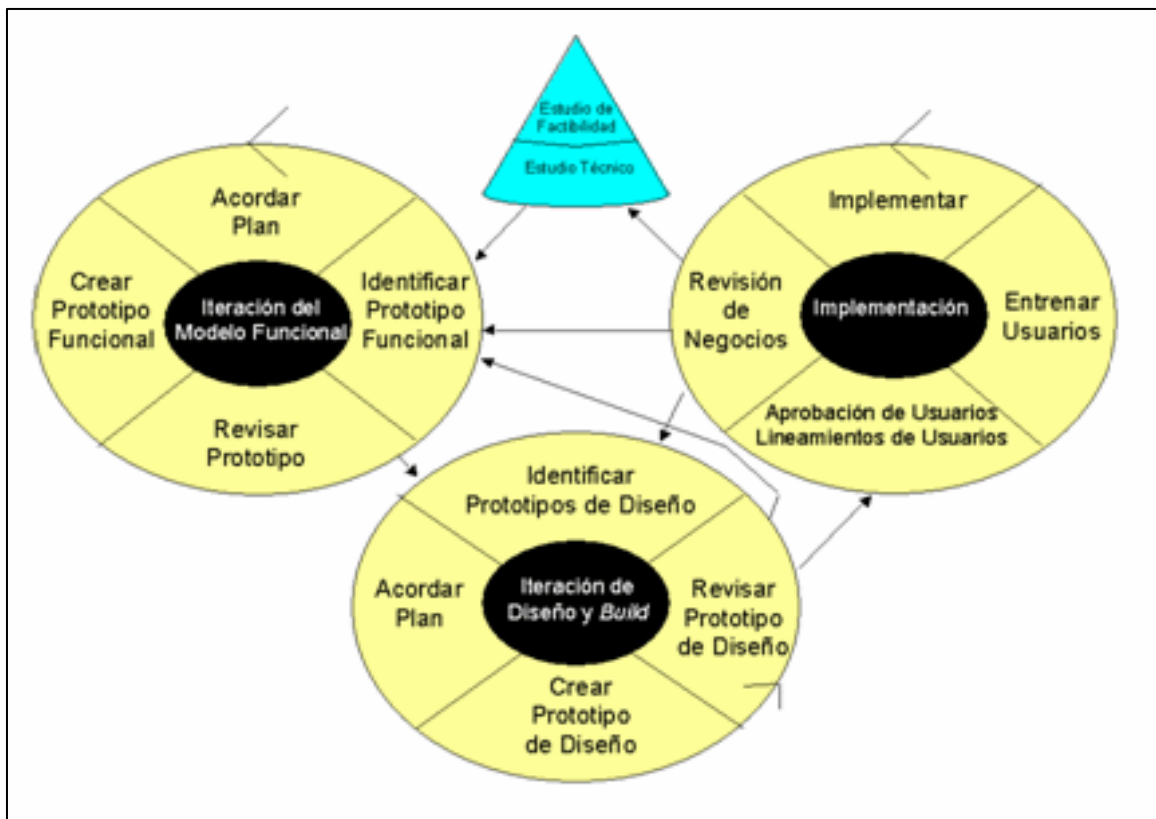 Estudio de
Factibilidad
Estudio Técnico
Acordar
Plan
Crear
Prototipo
Funcional
Iteración del
Modelo Funcional
Identificar
Prototipo
Funcional
Revisar
Prototipo
Implementar
Revisión
de
Negocios
Implementación
Entrenar
Usuarios
Aprobación de Usuarios
Lineamientos de Usuarios
Identificar
Prototipos de Diseño
Acordar
Plan
Iteración de
Diseño y Build
Revisar
Prototipo
de Diseño
Crear
Prototipo
de Diseño